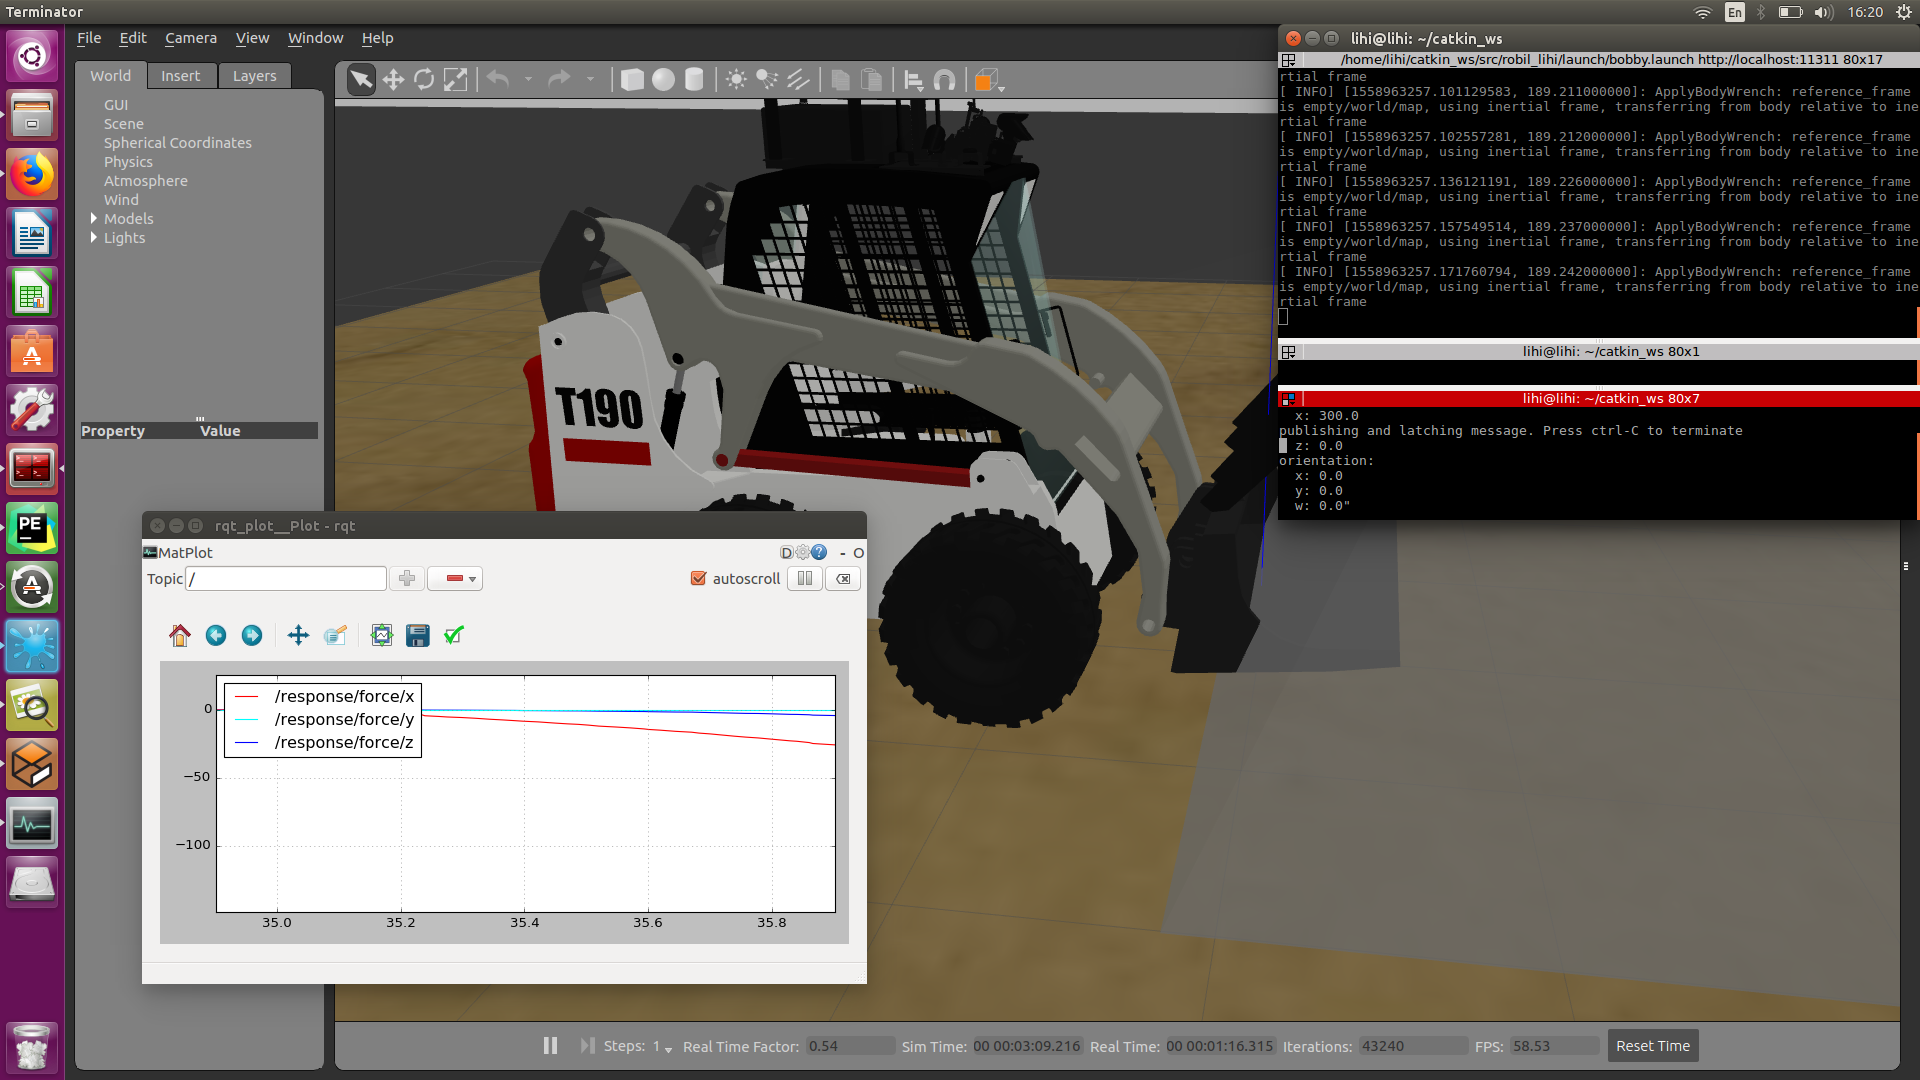 Terminator
En
16:20
File Edit Camera View Window Help
World Insert Layers
GUI
Scene
Spherical Coordinates
Physics
Atmosphere
Wind
Models
Lights
Property Value
T190
lihi@lihi: ~/catkin_ws
/home/lihi/catkin_ws/src/robil_lihi/launch/bobby.launch http://localhost:11311 80x17
rtial frame
[ INFO] [1558963257.101129583, 189.211000000]: ApplyBodyWrench: reference_frame
is empty/world/map, using inertial frame, transferring from body relative to ine
rtial frame
[ INFO] [1558963257.102557281, 189.212000000]: ApplyBodyWrench: reference_frame
is empty/world/map, using inertial frame, transferring from body relative to ine
rtial frame
[ INFO] [1558963257.136121191, 189.226000000]: ApplyBodyWrench: reference_frame
is empty/world/map, using inertial frame, transferring from body relative to ine
rtial frame
[ INFO] [1558963257.157549514, 189.237000000]: ApplyBodyWrench: reference_frame
is empty/world/map, using inertial frame, transferring from body relative to ine
rtial frame
[ INFO] [1558963257.171760794, 189.242000000]: ApplyBodyWrench: reference_frame
is empty/world/map, using inertial frame, transferring from body relative to ine
rtial frame
lihi@lihi: ~/catkin_ws 80x1
lihi@lihi: ~/catkin_ws 80x7
x: 300.0
publishing and latching message. Press ctrl-C to terminate
z: 0.0
orientation:
x: 0.0
y: 0.0
w: 0.0"
rqt_plot__Plot - rqt
MatPlot D - O
Topic / autoscroll
/response/force/x
/response/force/y
/response/force/z
0
−50
−100
35.0 35.2 35.4 35.6 35.8
Steps: 1 Real Time Factor: 0.54 Sim Time: 00 00:03:09.216 Real Time: 00 00:01:16.315 Iterations: 43240 FPS: 58.53 Reset Time
PE